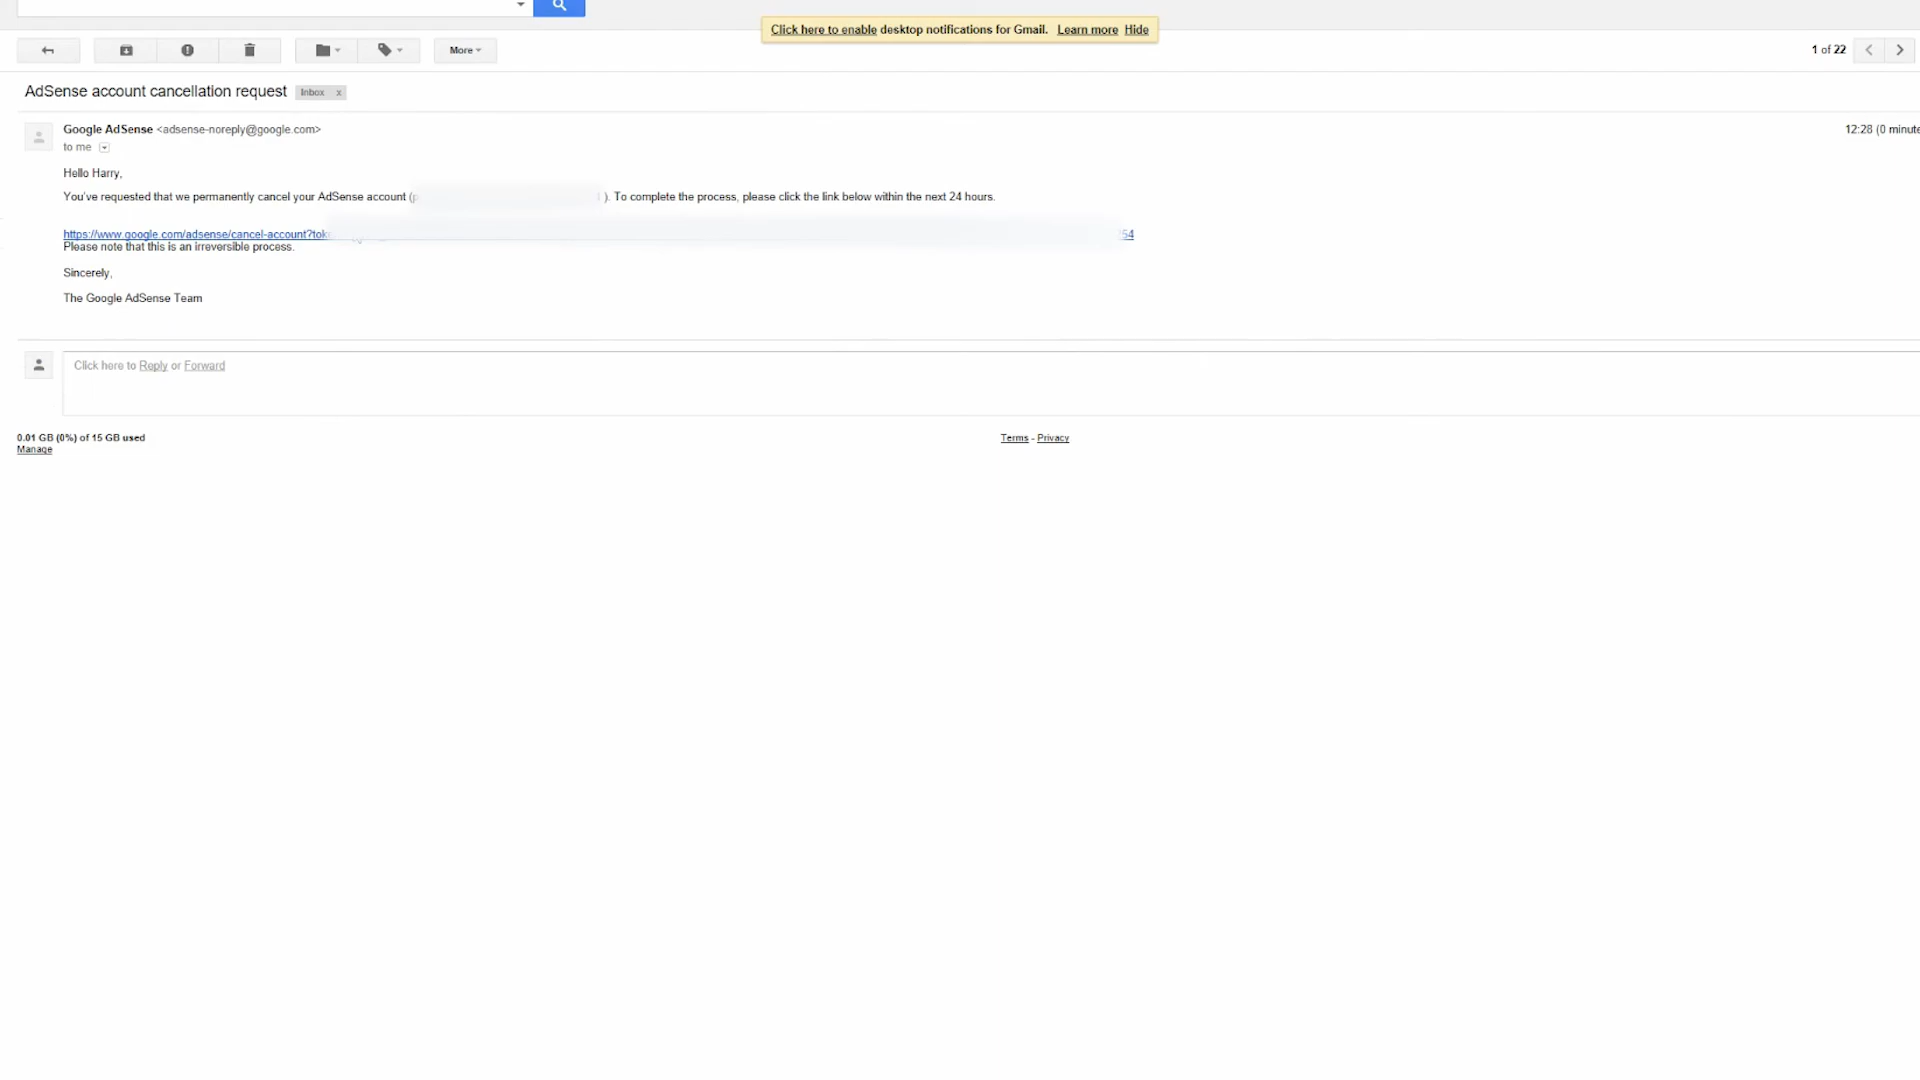 Click here to enable desktop notifications for Gmail. Learn more Hide
More
1 of 22
AdSense account cancellation request Inbox x
Google AdSense <adsense-noreply@google.com>
12:28 (0 minute
to me
Hello Harry,
You've requested that we permanently cancel your AdSense account (p ). To complete the process, please click the link below within the next 24 hours.
https://www.google.com/adsense/cancel-account?tok 54
Please note that this is an irreversible process.
Sincerely,
The Google AdSense Team
Click here to Reply or Forward
0.01 GB (0%) of 15 GB used
Manage
Terms - Privacy